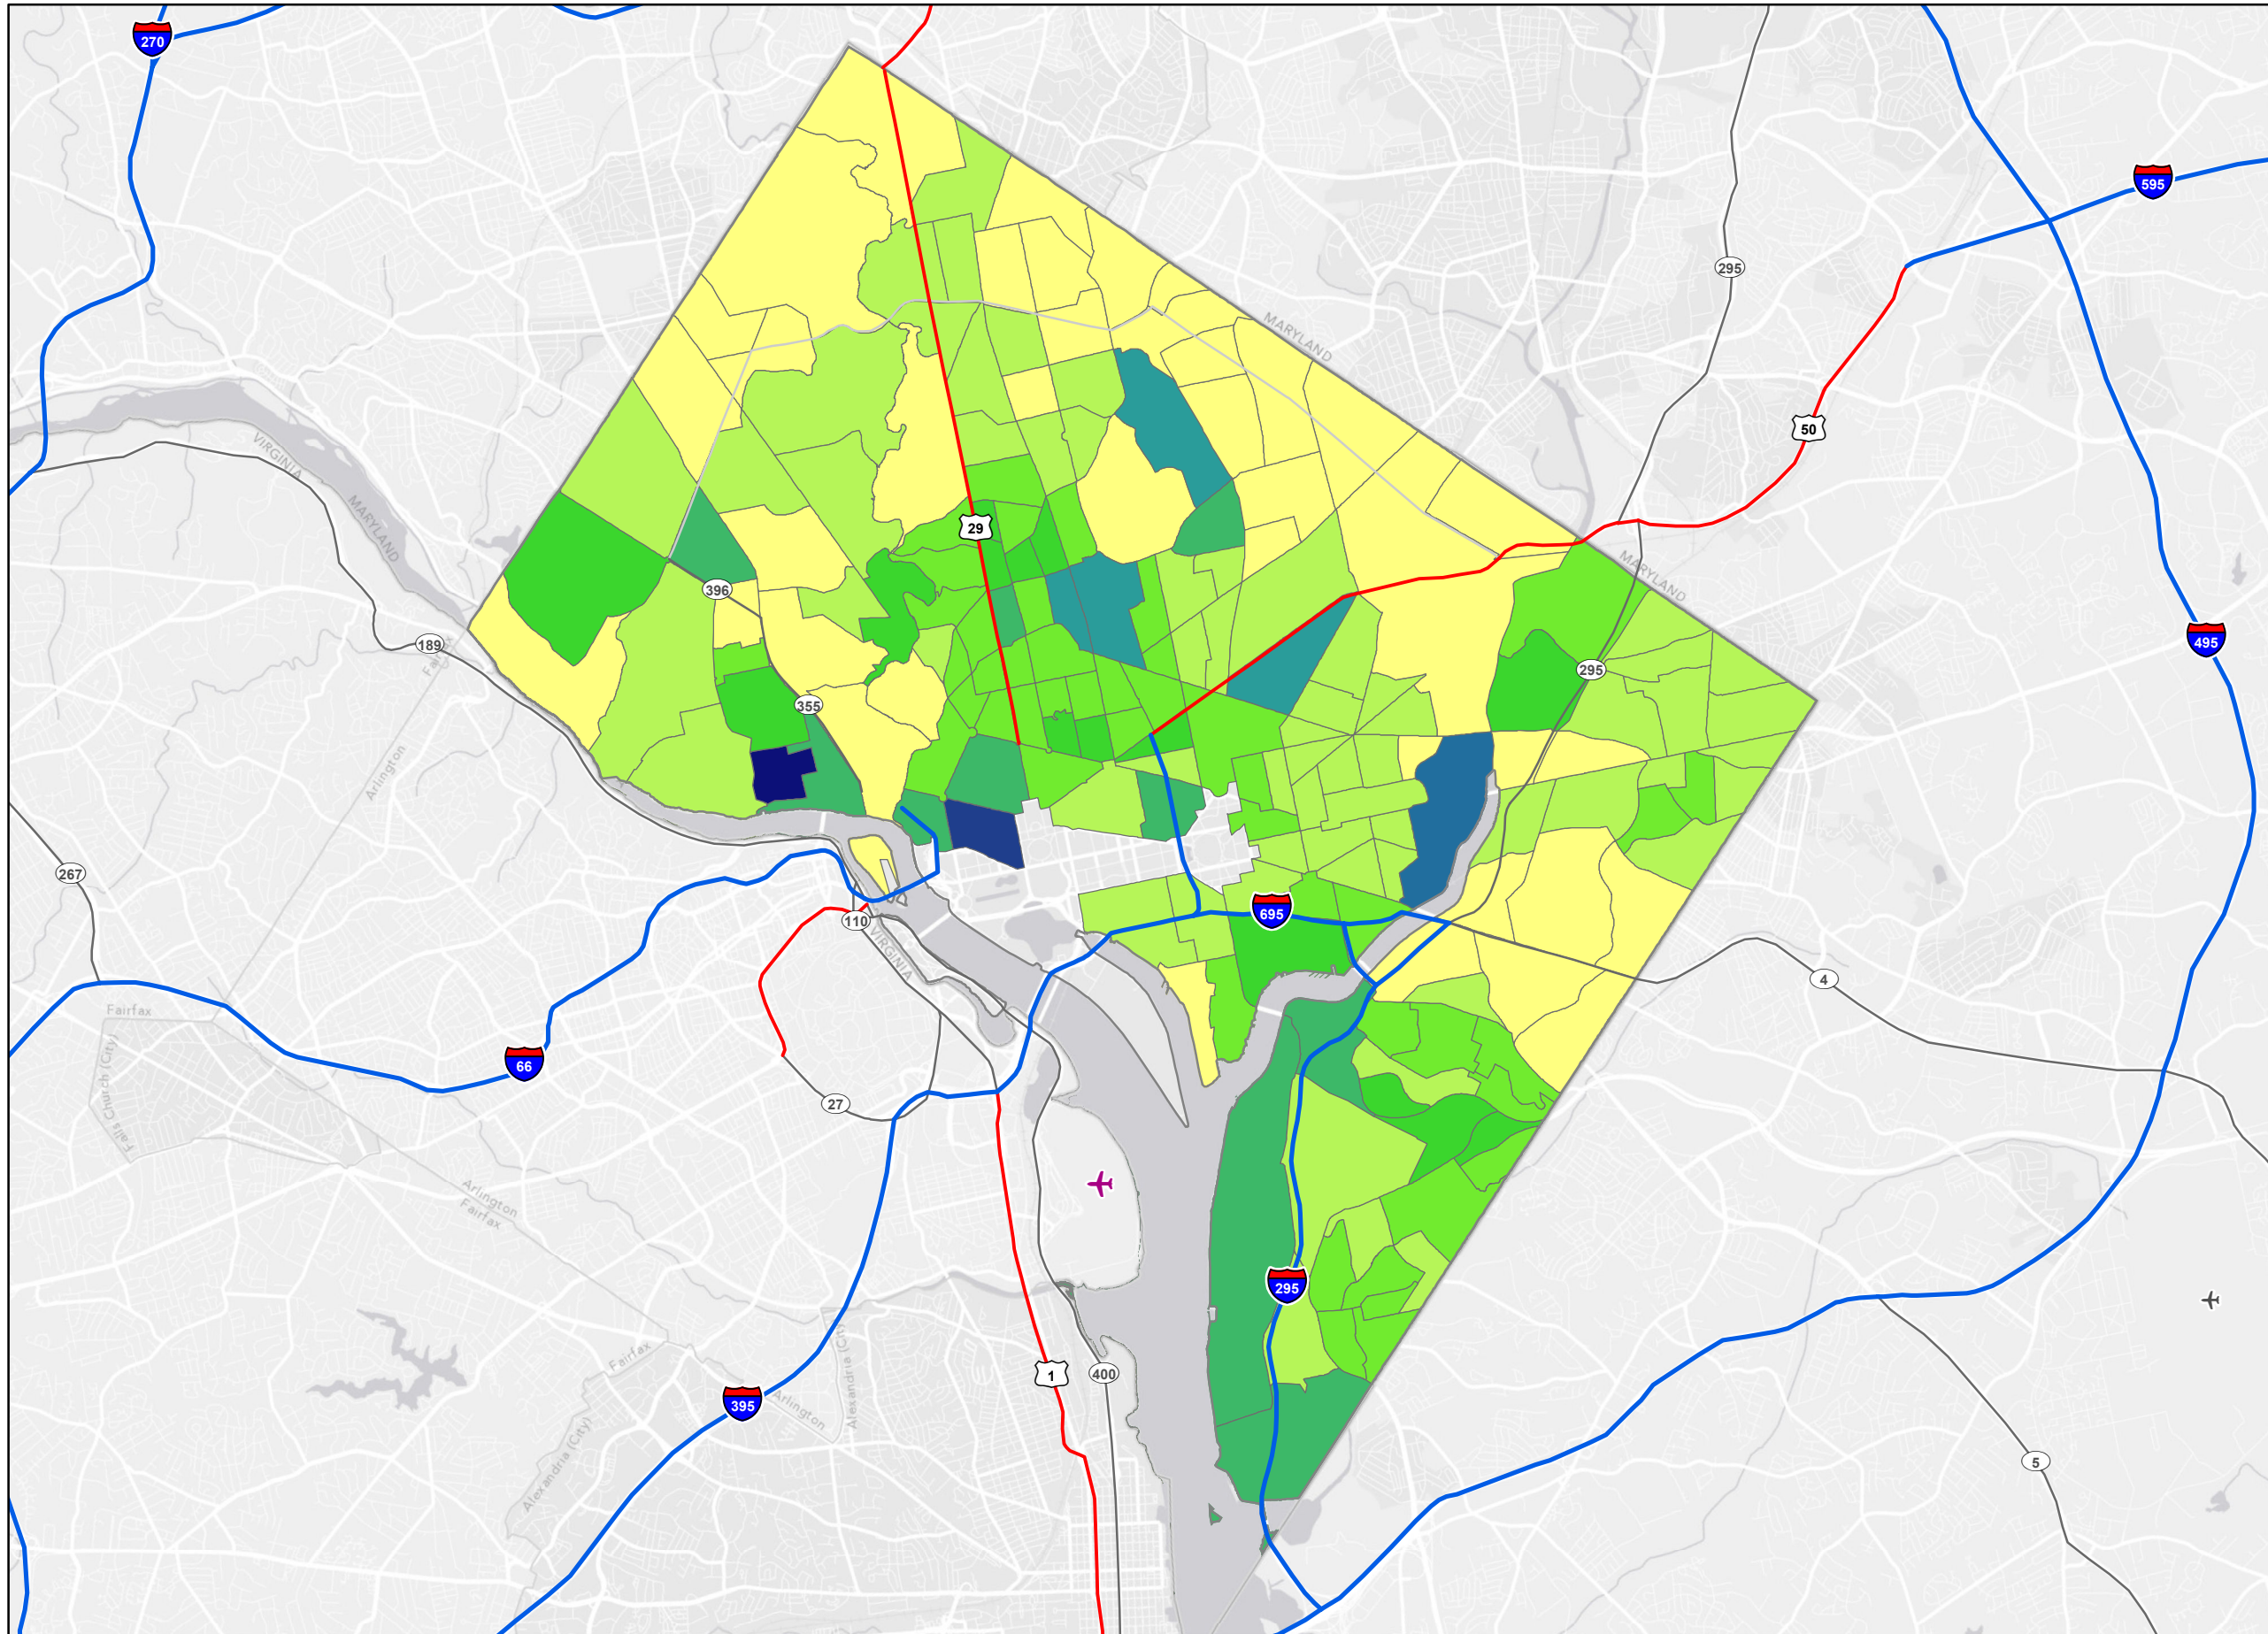 270
595
295
MARYLAND
50
VIRGINIA
MARYLAND
29
MARYLAND
396
495
189
Fairfax
295
355
Arlington
267
695
110
VIRGINIA
4
Fairfax
Falls Church (City)
66
27
Arlington
Fairfax
295
Fairfax
Alexandria (City)
1
400
395
Arlington
Alexandria (City)
5